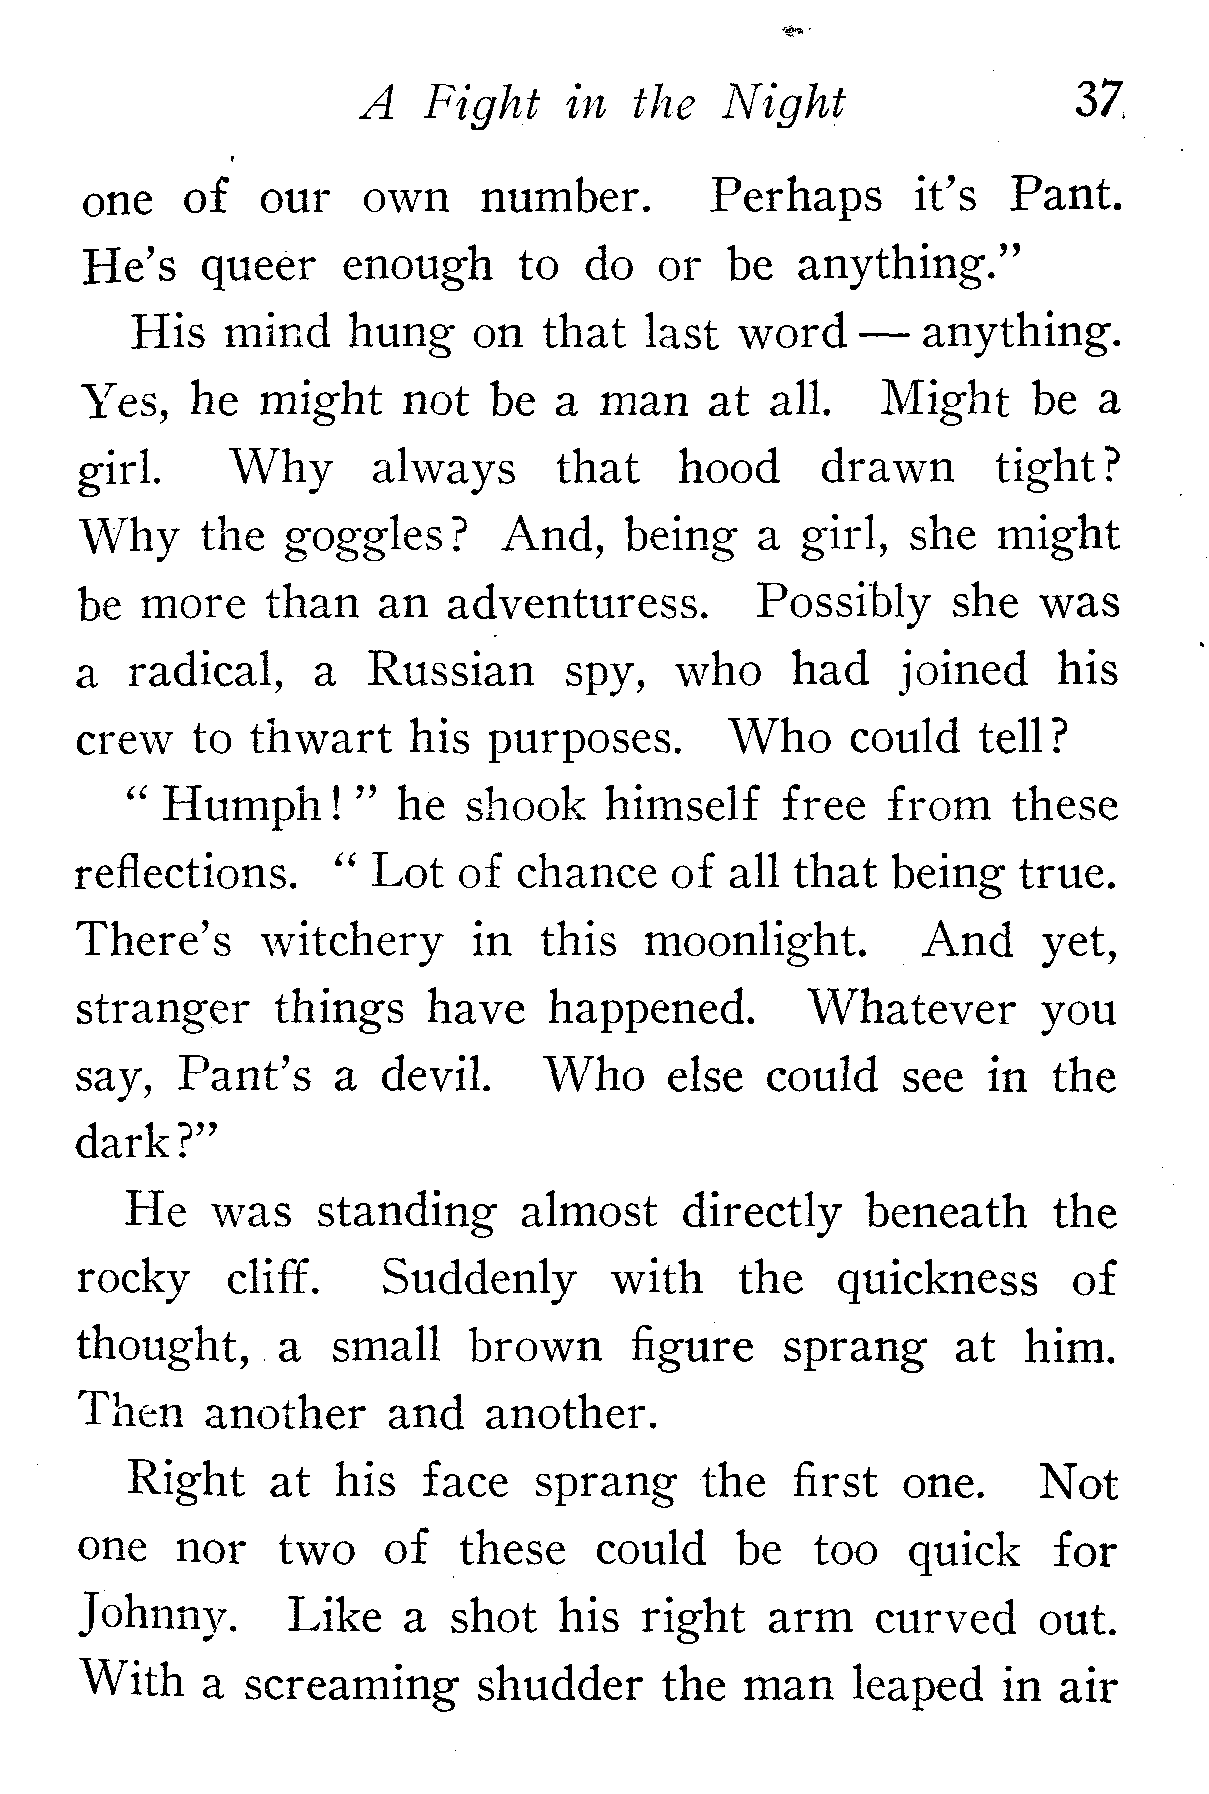 A Fight in the Night 37
one of our own number. Perhaps it's Pant.
He's queer enough to do or be anything.”
His mind hung on that last word — anything.
Yes, he might not be a man at all. Might be a
girl. Why always that hood drawn tight?
Why the goggles? And, being a girl, she might
be more than an adventuress. Possibly she was
a radical, a Russian spy, who had joined his
crew to thwart his purposes. Who could tell?
“ Humph! ” he shook himself free from these
reflections. “ Lot of chance of all that being true.
There's witchery in this moonlight. And yet,
stranger things have happened. Whatever you
say, Pant's a devil. Who else could see in the
dark?”
He was standing almost directly beneath the
rocky cliff. Suddenly with the quickness of
thought, a small brown figure sprang at him.
Then another and another.
Right at his face sprang the first one. Not
one nor two of these could be too quick for
Johnny. Like a shot his right arm curved out.
With a screaming shudder the man leaped in air